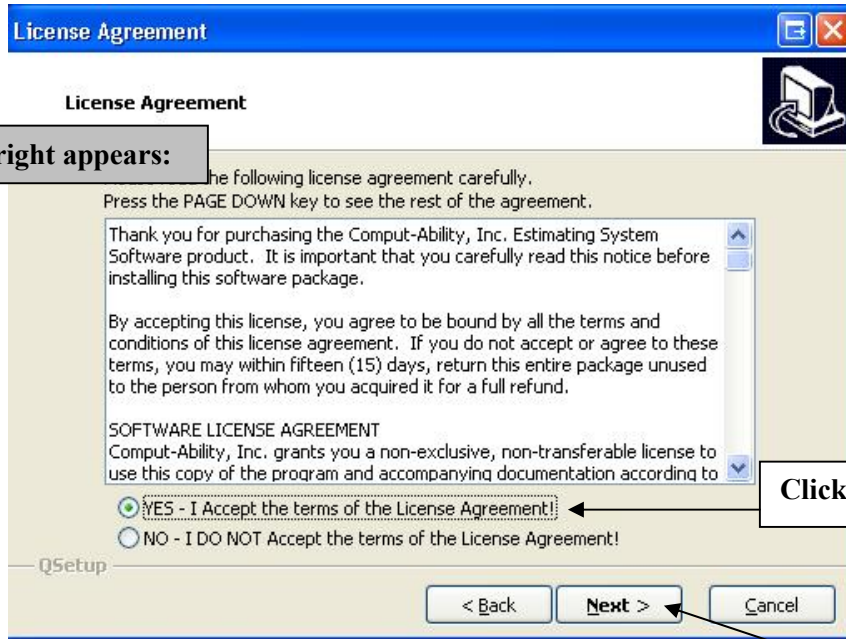 License Agreement
License Agreement
right appears:
the following license agreement carefully.
Press the PAGE DOWN key to see the rest of the agreement.
Thank you for purchasing the Comput-Ability, Inc. Estimating System
Software product. It is important that you carefully read this notice before
installing this software package.
By accepting this license, you agree to be bound by all the terms and
conditions of this license agreement. If you do not accept or agree to these
terms, you may within fifteen (15) days, return this entire package unused
to the person from whom you acquired it for a full refund.
SOFTWARE LICENSE AGREEMENT
Comput-Ability, Inc. grants you a non-exclusive, non-transferable license to
use this copy of the program and accompanying documentation according to
Click
YES - I Accept the terms of the License Agreement!
NO - I DO NOT Accept the terms of the License Agreement!
QSetup
< Back Next > Cancel